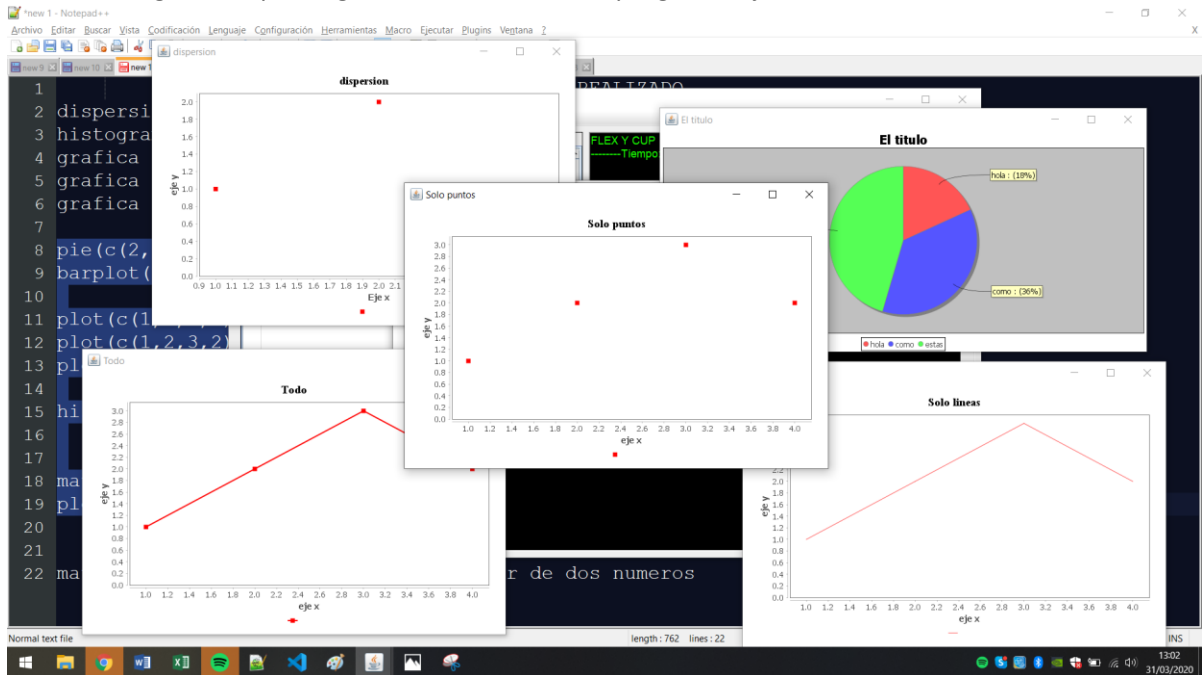 *new 1 - Notepad++
Archivo Editar Buscar Vista Codificación Lenguaje Configuración Herramientas Macro Ejecutar Plugins Ventana ?
X
new 9 new 10 new 1
1
2 dispersi
3 histogra
4 grafica
5 grafica
6 grafica
7
8 pie(c(2,
9 barplot(
10
11 plot(c(1,
12 plot(c(1,2,3,2)
13 pl
14
15 hi
16
17
18 ma
19 pl
20
21
22 ma r de dos numeros
REALIZADO
FLEX Y CUP
--------Tiempo
dispersion
dispersion
eje y
2.0
1.8
1.6
1.4
1.2
1.0
0.8
0.6
0.4
0.2
0.0
0.9 1.0 1.1 1.2 1.3 1.4 1.5 1.6 1.7 1.8 1.9 2.0 2.1
Eje x
El titulo
El titulo
hola : (18%)
como : (36%)
hola como estas
Solo puntos
Solo puntos
eje y
3.0
2.8
2.6
2.4
2.2
2.0
1.8
1.6
1.4
1.2
1.0
0.8
0.6
0.4
0.2
0.0
1.0 1.2 1.4 1.6 1.8 2.0 2.2 2.4 2.6 2.8 3.0 3.2 3.4 3.6 3.8 4.0
eje x
Todo
Todo
eje y
3.0
2.8
2.6
2.4
2.2
2.0
1.8
1.6
1.4
1.2
1.0
0.8
0.6
0.4
0.2
0.0
1.0 1.2 1.4 1.6 1.8 2.0 2.2 2.4 2.6 2.8 3.0 3.2 3.4 3.6 3.8 4.0
eje x
Solo lineas
eje y
2.2
2.0
1.8
1.6
1.4
1.2
1.0
0.8
0.6
0.4
0.2
0.0
1.0 1.2 1.4 1.6 1.8 2.0 2.2 2.4 2.6 2.8 3.0 3.2 3.4 3.6 3.8 4.0
eje x
Normal text file length : 762 lines : 22 INS
13:02
31/03/2020